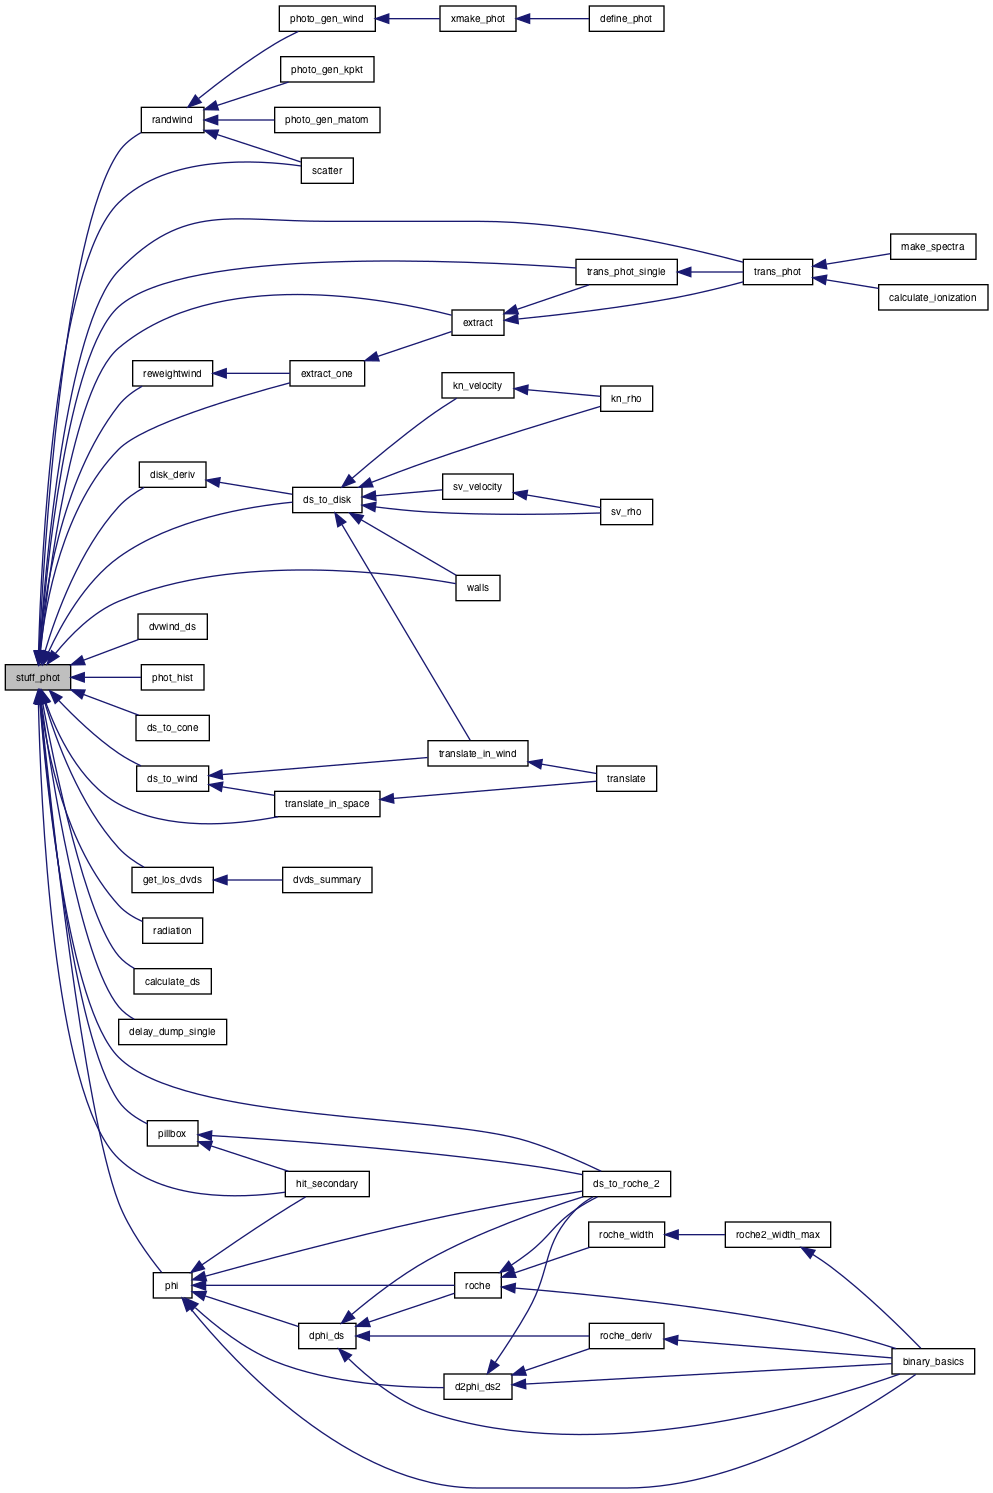 photo_gen_wind
xmake_phot
define_phot
photo_gen_kpkt
randwind
photo_gen_matom
scatter
make_spectra
trans_phot_single
trans_phot
calculate_ionization
extract
reweightwind
extract_one
kn_velocity
kn_rho
disk_deriv
ds_to_disk
sv_velocity
sv_rho
walls
dvwind_ds
stuff_phot
phot_hist
ds_to_cone
translate_in_wind
ds_to_wind
translate
translate_in_space
get_los_dvds
dvds_summary
radiation
calculate_ds
delay_dump_single
pillbox
hit_secondary
ds_to_roche_2
roche_width
roche2_width_max
phi
roche
dphi_ds
roche_deriv
binary_basics
d2phi_ds2